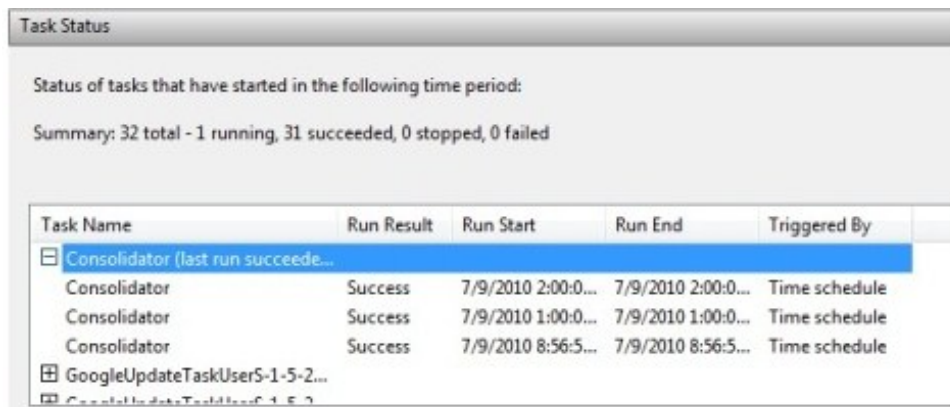 Task Status
Status of tasks that have started in the following time period:
Summary: 32 total - 1 running, 31 succeeded, 0 stopped, 0 failed
Task Name Run Result Run Start Run End Triggered By
Consolidator (last run succeede...
Consolidator Success 7/9/2010 2:00:0... 7/9/2010 2:00:0... Time schedule
Consolidator Success 7/9/2010 1:00:0... 7/9/2010 1:00:0... Time schedule
Consolidator Success 7/9/2010 8:56:5... 7/9/2010 8:56:5... Time schedule
GoogleUpdateTaskUserS-1-5-2...